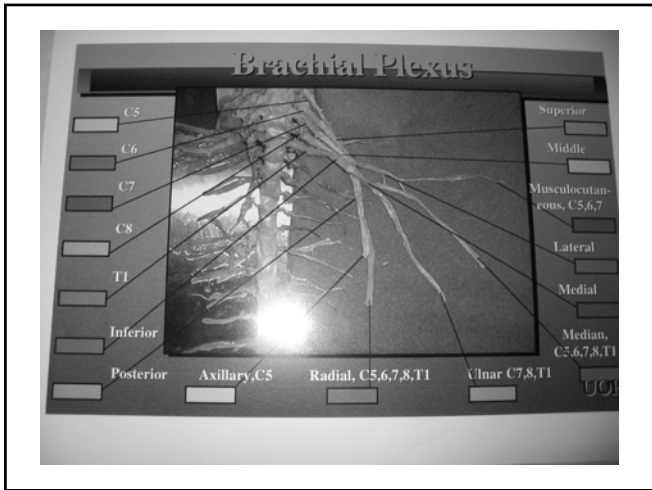 Brachial Plexus
C5
C6
C7
C8
T1
Inferior
Posterior
Axillary,C5
Radial, C5,6,7,8,T1
Ulnar C7,8,T1
Superior
Middle
Musculocutan-
eous, C5,6,7
Lateral
Medial
Median,
C5,6,7,8,T1